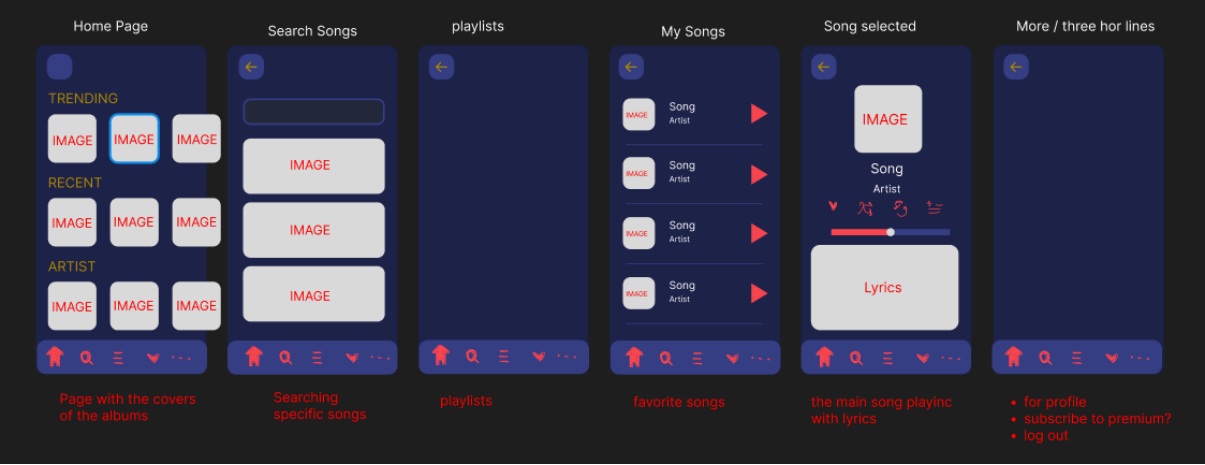 Home Page
TRENDING
IMAGE
IMAGE
IMAGE
RECENT
IMAGE
IMAGE
IMAGE
ARTIST
IMAGE
IMAGE
IMAGE
Page with the covers
of the albums
Search Songs
IMAGE
IMAGE
IMAGE
Searching
specific songs
playlists
playlists
My Songs
IMAGE
Song
Artist
IMAGE
Song
Artist
IMAGE
Song
Artist
IMAGE
Song
Artist
favorite songs
Song selected
IMAGE
Song
Artist
Lyrics
the main song playinc
with lyrics
More / three hor lines
• for profile
• subscribe to premium?
• log out